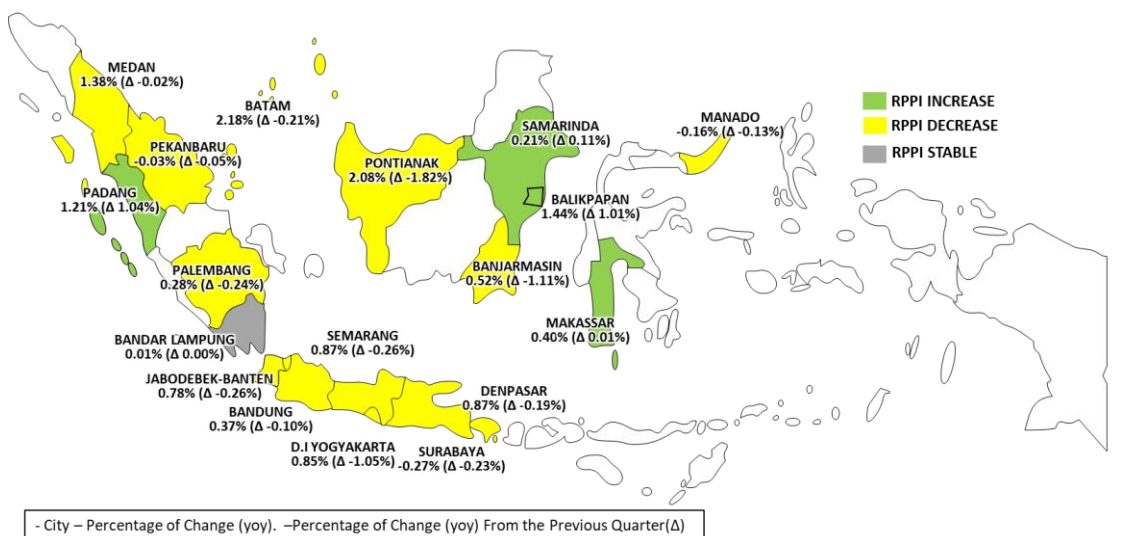 MEDAN
1.38% (Δ -0.02%)
BATAM
2.18% (Δ -0.21%)
PEKANBARU
-0.03% (Δ -0.05%)
PADANG
1.21% (Δ 1.04%)
PONTIANAK
2.08% (Δ -1.82%)
SAMARINDA
0.21% (Δ 0.11%)
MANADO
-0.16% (Δ -0.13%)
RPPI INCREASE
RPPI DECREASE
RPPI STABLE
BALIKPAPAN
1.44% (Δ 1.01%)
PALEMBANG
0.28% (Δ -0.24%)
BANJARMASIN
0.52% (Δ -1.11%)
MAKASSAR
0.40% (Δ 0.01%)
BANDAR LAMPUNG
0.01% (Δ 0.00%)
SEMARANG
0.87% (Δ -0.26%)
JABODEBEK-BANTEN
0.78% (Δ -0.26%)
DENPASAR
0.87% (Δ -0.19%)
BANDUNG
0.37% (Δ -0.10%)
D.I YOGYAKARTA
0.85% (Δ -1.05%)
SURABAYA
-0.27% (Δ -0.23%)
- City – Percentage of Change (yoy). –Percentage of Change (yoy) From the Previous Quarter(Δ)